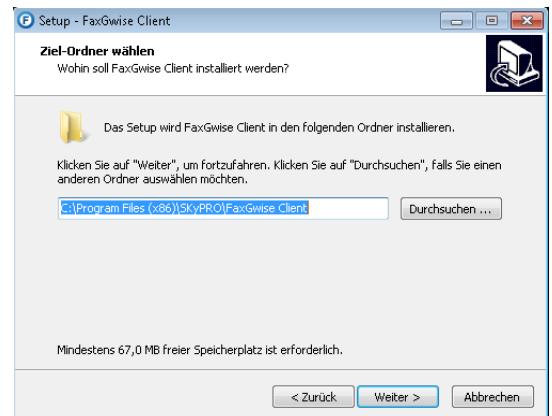 Setup - FaxGwise Client
Ziel-Ordner wählen
Wohin soll FaxGwise Client installiert werden?
Das Setup wird FaxGwise Client in den folgenden Ordner installieren.
Klicken Sie auf "Weiter", um fortzufahren. Klicken Sie auf "Durchsuchen", falls Sie einen
anderen Ordner auswählen möchten.
C:\Program Files (x86)\SKyPRO\FaxGwise Client
Durchsuchen ...
Mindestens 67,0 MB freier Speicherplatz ist erforderlich.
< Zurück
Weiter >
Abbrechen